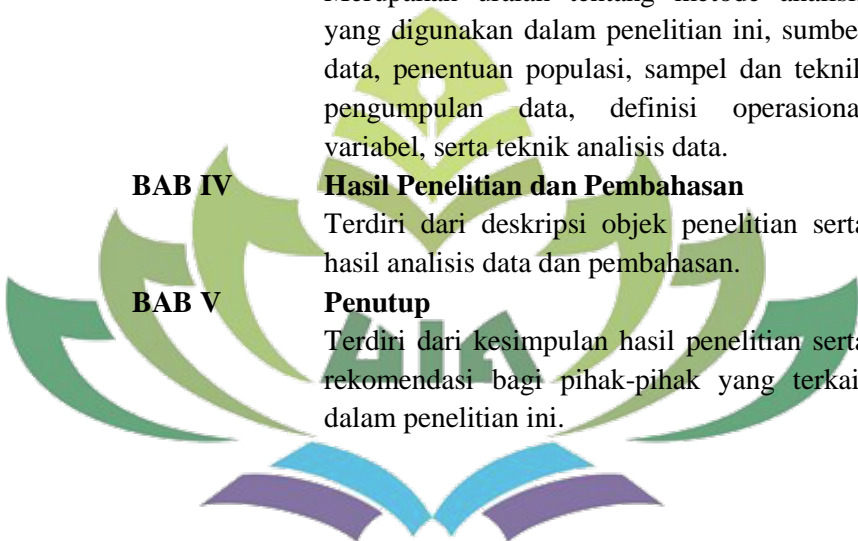 Merupakan uraian tentang metode analisis
yang digunakan dalam penelitian ini, sumbe
data, penentuan populasi, sampel dan teknik
pengumpulan data, definisi operasiona
variabel, serta teknik analisis data.
BAB IV Hasil Penelitian dan Pembahasan
Terdiri dari deskripsi objek penelitian serta
hasil analisis data dan pembahasan.
BAB V Penutup
Terdiri dari kesimpulan hasil penelitian serta
rekomendasi bagi pihak-pihak yang terkai
dalam penelitian ini.